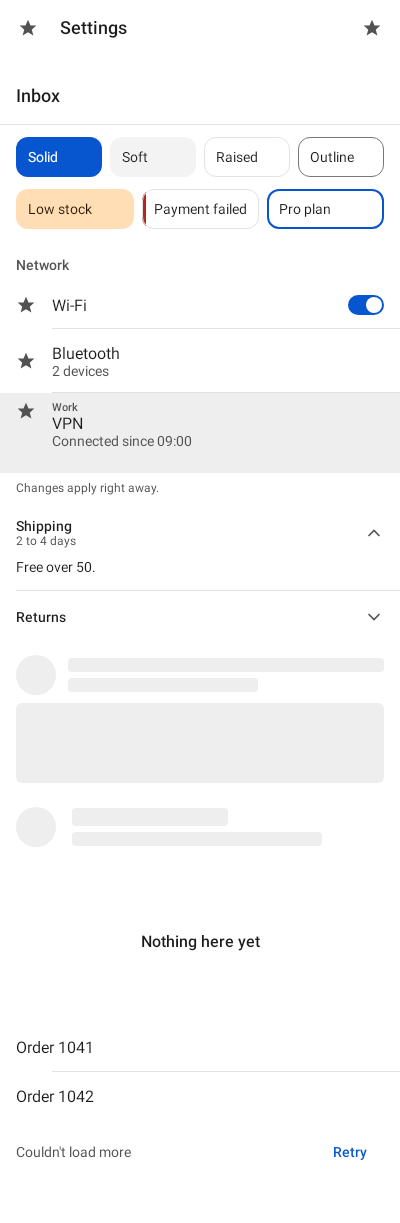 Settings
Inbox
Solid
Soft
Raised
Outline
Low stock
Payment failed
Pro plan
Network
Wi-Fi
Bluetooth
2 devices
Work
VPN
Connected since 09:00
Changes apply right away.
Shipping
2 to 4 days
Free over 50.
Returns
Nothing here yet
Order 1041
Order 1042
Couldn't load more
Retry